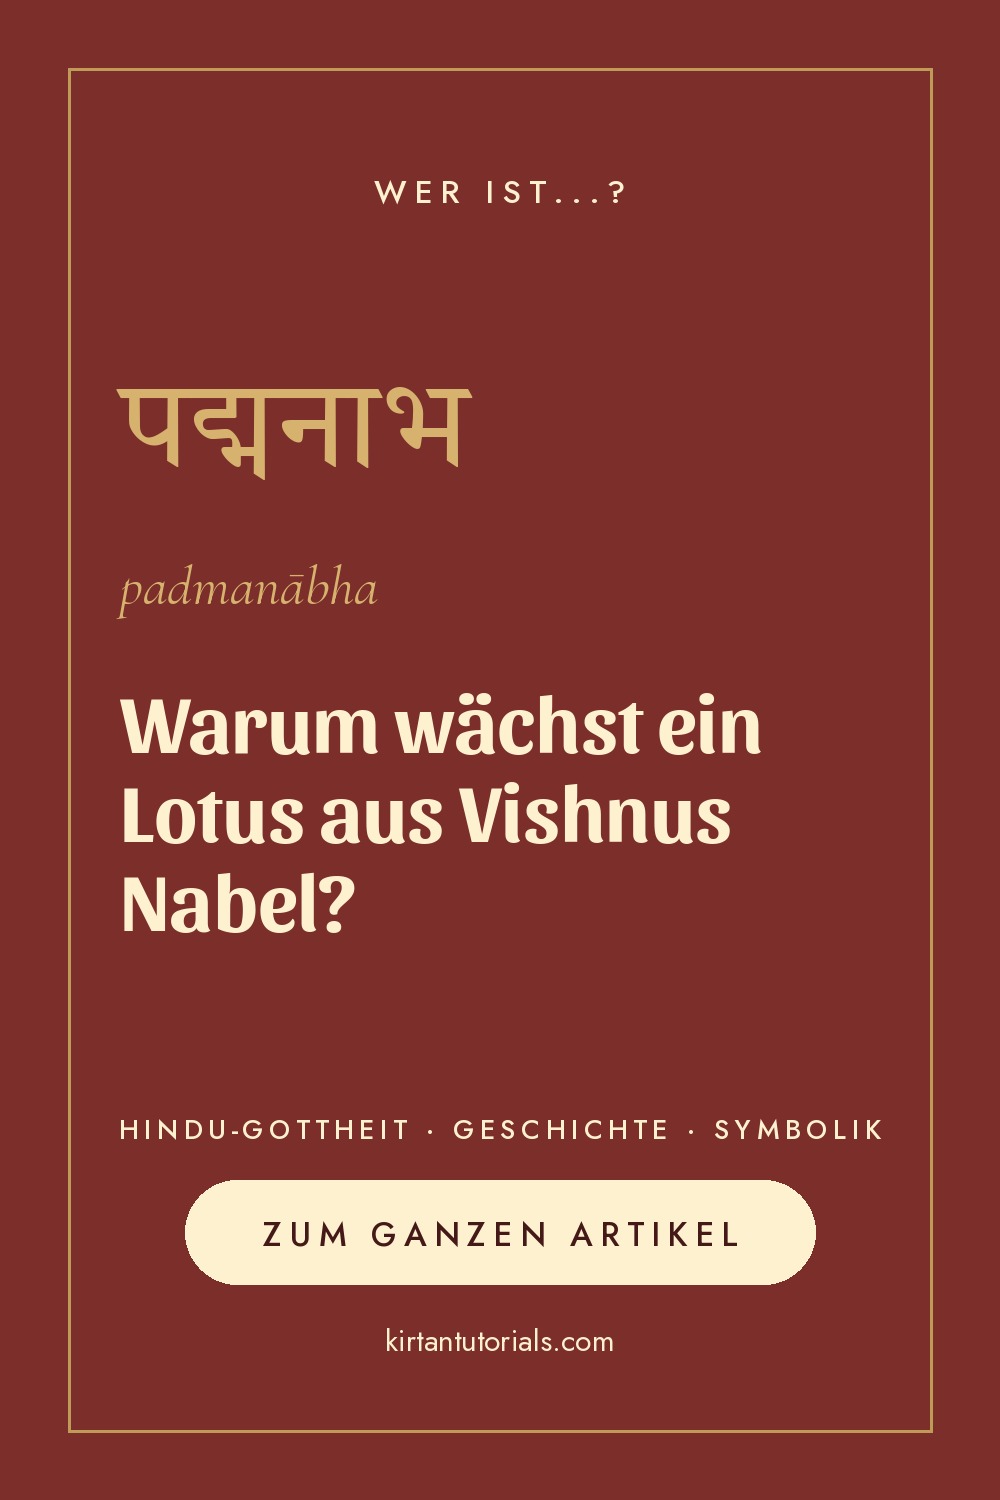 WER IST...?
पद्मनाभ
padmanābha
Warum wächst ein
Lotus aus Vishnus
Nabel?
HINDU-GOTTHEIT · GESCHICHTE · SYMBOLIK
ZUM GANZEN ARTIKEL
kirtantutorials.com